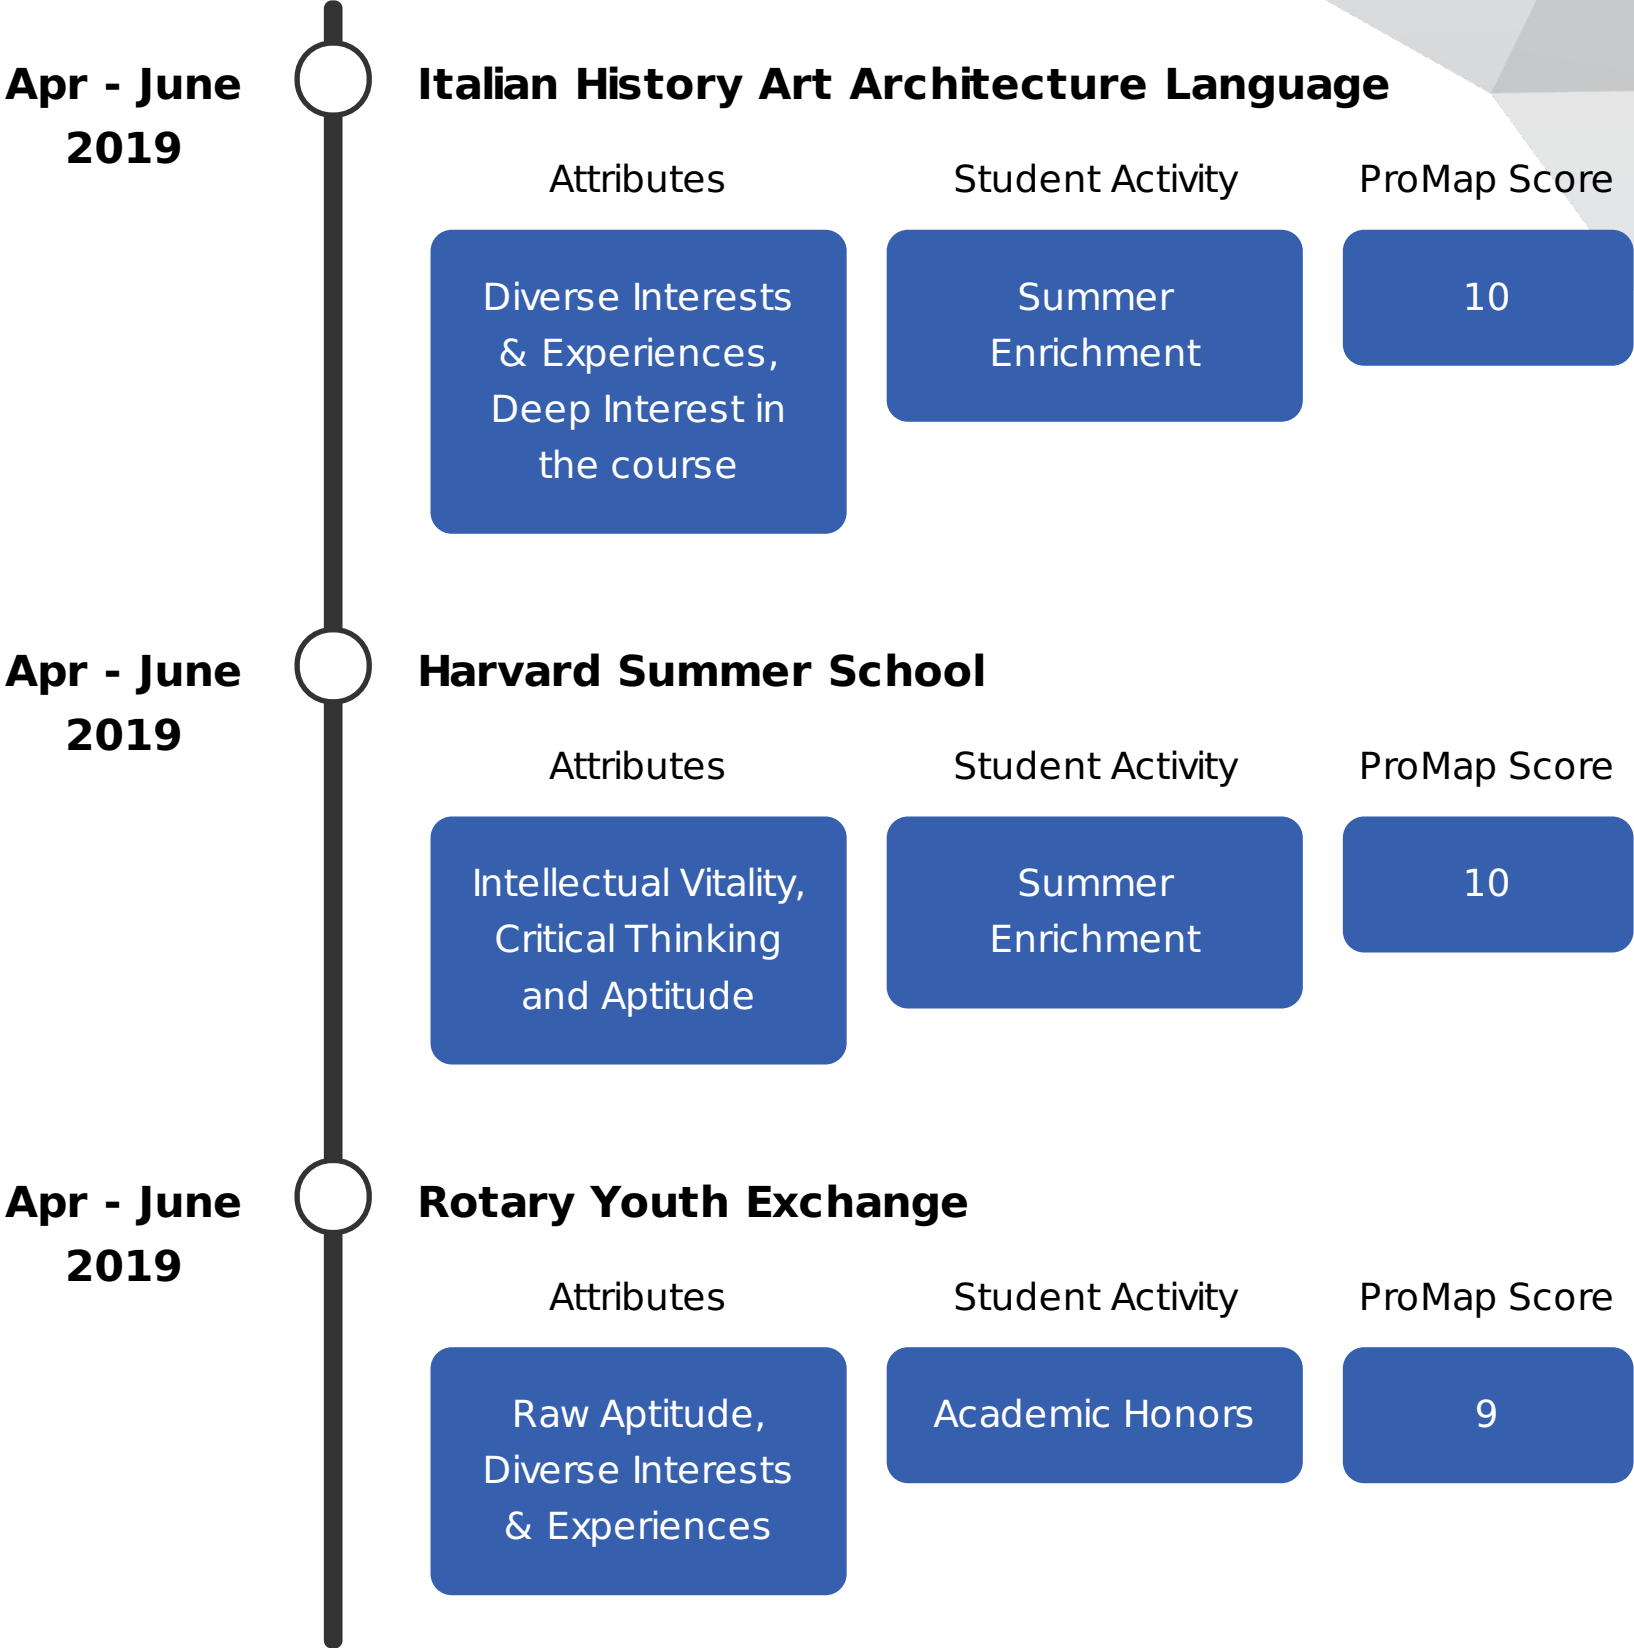 Apr - June
2019
Italian History Art Architecture Language
Attributes
Student Activity
ProMap Score
Diverse Interests
& Experiences,
Deep Interest in
the course
Summer
Enrichment
10
Apr - June
2019
Harvard Summer School
Attributes
Student Activity
ProMap Score
Intellectual Vitality,
Critical Thinking
and Aptitude
Summer
Enrichment
10
Apr - June
2019
Rotary Youth Exchange
Attributes
Student Activity
ProMap Score
Raw Aptitude,
Diverse Interests
& Experiences
Academic Honors
9